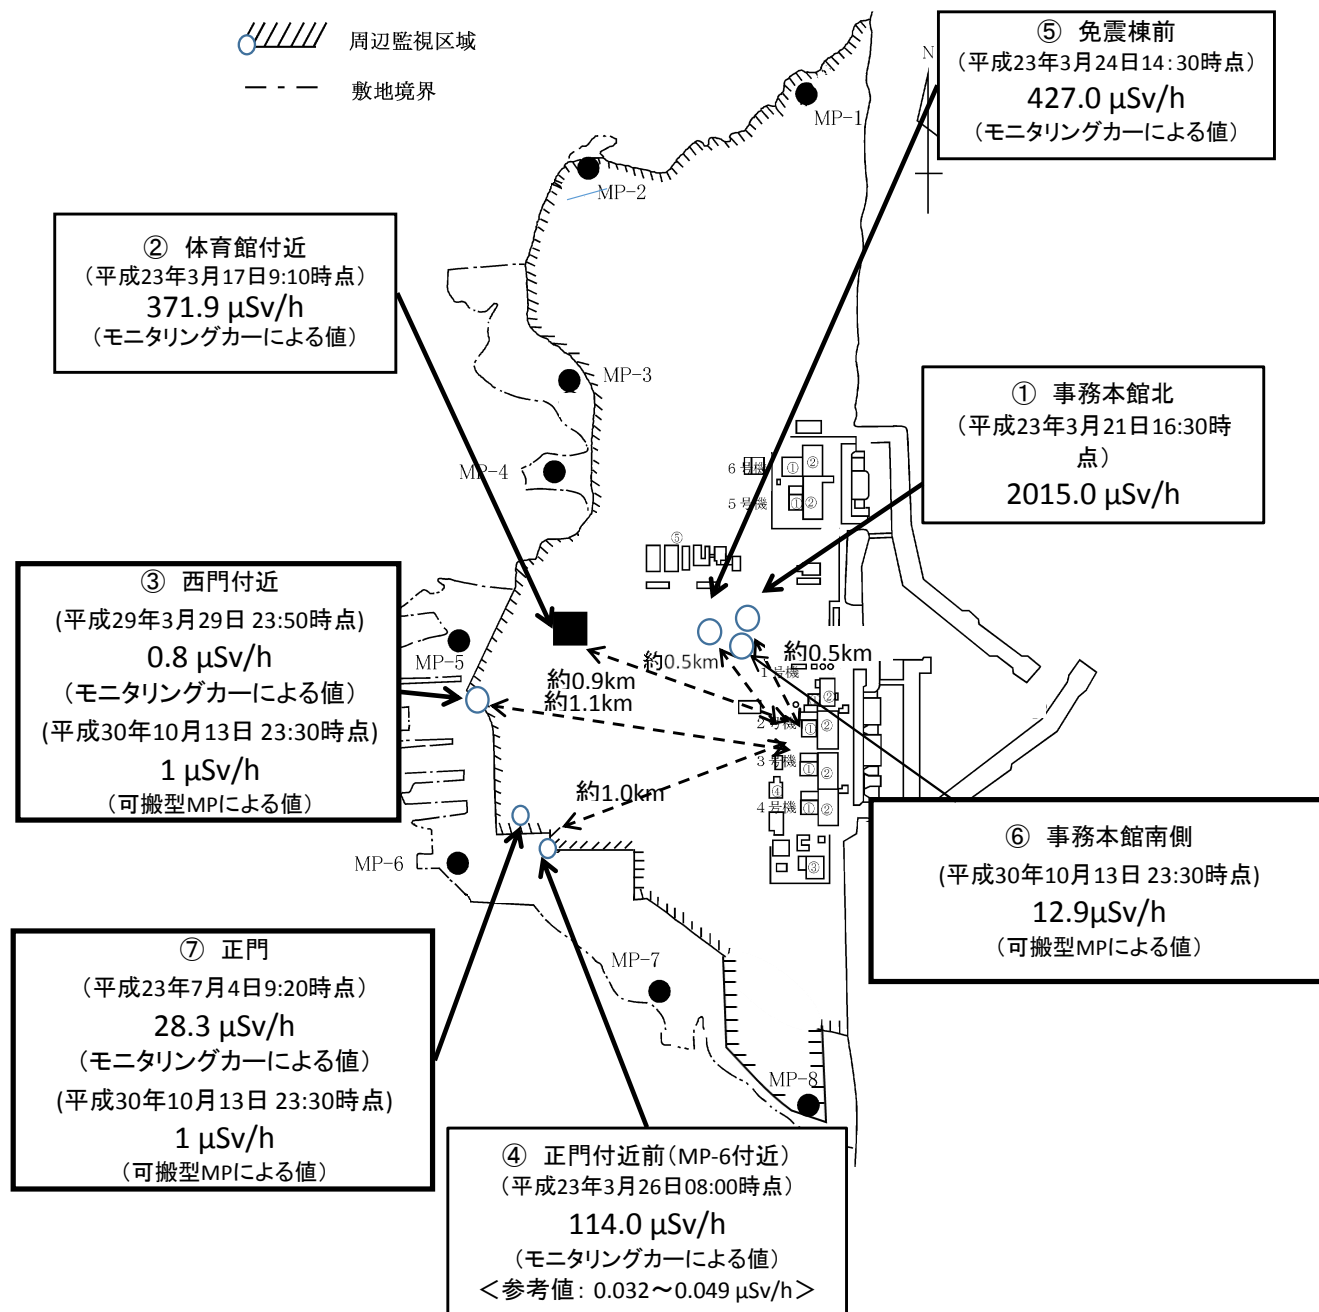 周辺監視区域
敷地境界
⑤ 免震棟前
(平成23年3月24日14:30時点)
427.0 μSv/h
(モニタリングカーによる値)
N
MP-1
MP-2
② 体育館付近
(平成23年3月17日9:10時点)
371.9 μSv/h
(モニタリングカーによる値)
MP-3
① 事務本館北
(平成23年3月21日16:30時
点)
2015.0 μSv/h
MP-4
6号機
①
②
5号機
①
②
⑤
③ 西門付近
(平成29年3月29日 23:50時点)
0.8 μSv/h
(モニタリングカーによる値)
(平成30年10月13日 23:30時点)
1 μSv/h
(可搬型MPによる値)
MP-5
約0.5km
約0.5km
約0.9km
約1.1km
1号機
②
2号機
①
②
3号機
①
②
約1.0km
④
4号機
①
②
③
MP-6
⑥ 事務本館南側
(平成30年10月13日 23:30時点)
12.9μSv/h
(可搬型MPによる値)
⑦ 正門
(平成23年7月4日9:20時点)
28.3 μSv/h
(モニタリングカーによる値)
(平成30年10月13日 23:30時点)
1 μSv/h
(可搬型MPによる値)
MP-7
MP-8
④ 正門付近前(MP-6付近)
(平成23年3月26日08:00時点)
114.0 μSv/h
(モニタリングカーによる値)
<参考値: 0.032～0.049 μSv/h>